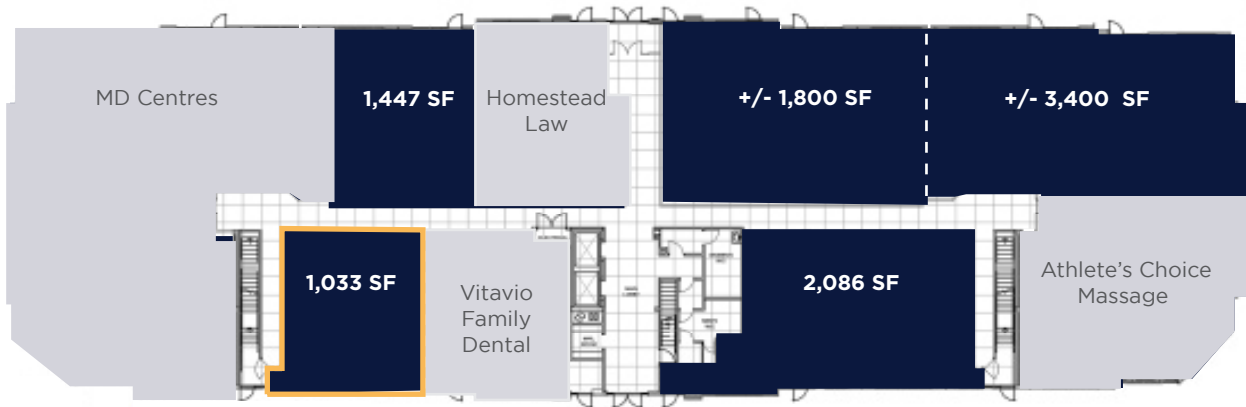 MD Centres
1,447 SF
Homestead
Law
+/- 1,800 SF
+/- 3,400 SF
1,033 SF
Vitavio
Family
Dental
2,086 SF
Athlete's Choice
Massage